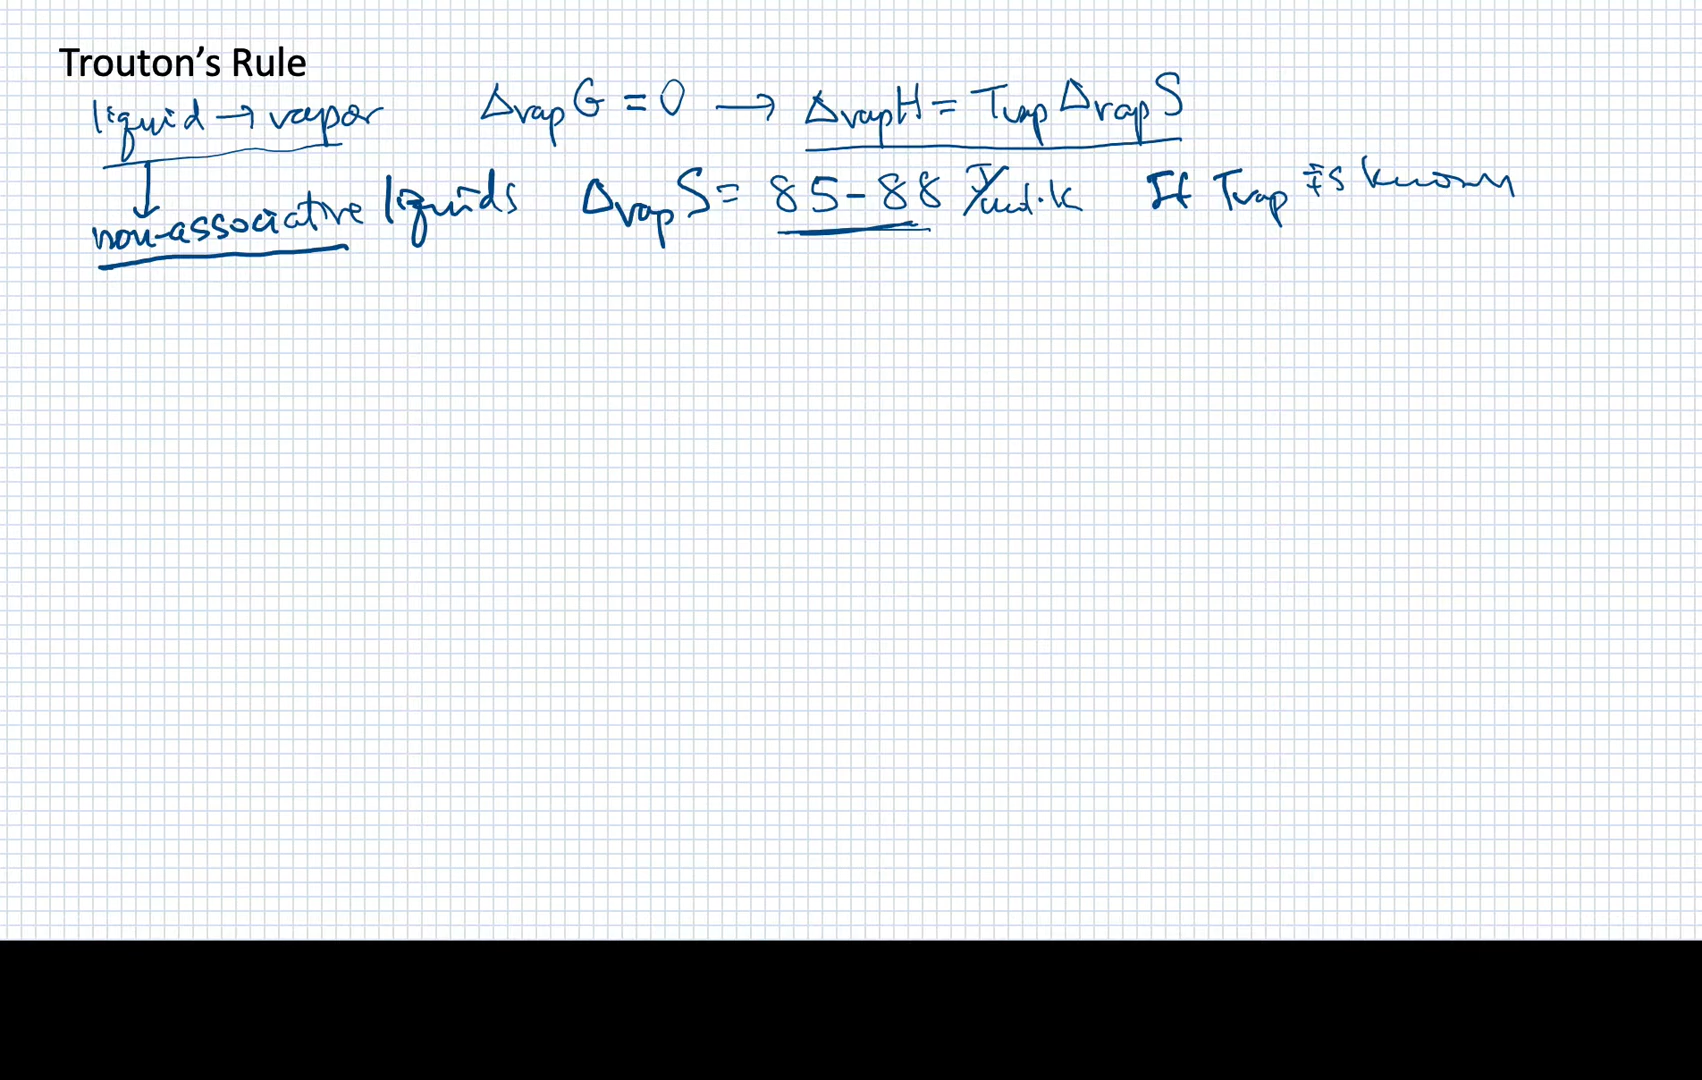 Trouton's Rule
liquid → vapor ΔvapG = 0 → ΔvapH = Tvap ΔvapS
non-associative liquids ΔvapS = 85-88 J/mol·K If Tvap is known